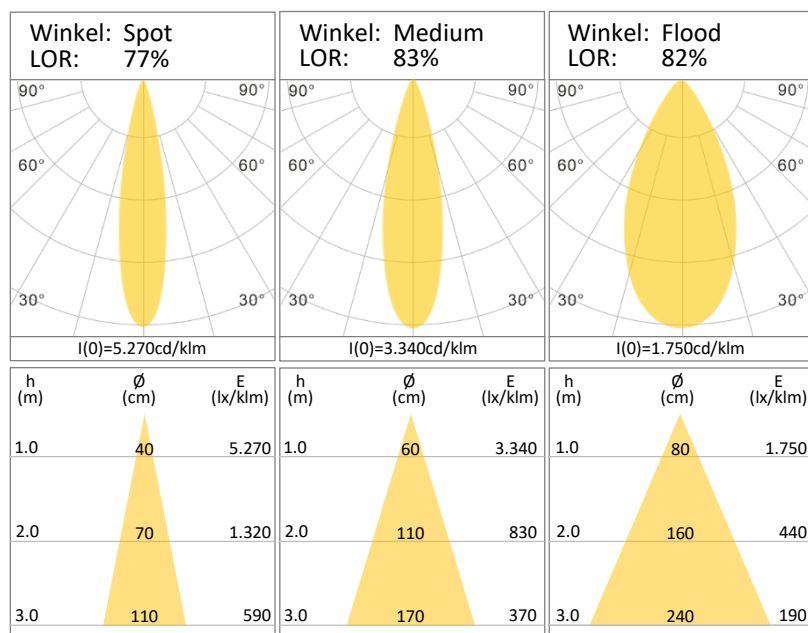 Winkel: Spot
LOR: 77%
90° 90°
60° 60°
30° 30°
I(0)=5.270cd/klm
h Ø E
(m) (cm) (lx/klm)
1.0 40 5.270
2.0 70 1.320
3.0 110 590
Winkel: Medium
LOR: 83%
90° 90°
60° 60°
30° 30°
I(0)=3.340cd/klm
h Ø E
(m) (cm) (lx/klm)
1.0 60 3.340
2.0 110 830
3.0 170 370
Winkel: Flood
LOR: 82%
90° 90°
60° 60°
30° 30°
I(0)=1.750cd/klm
h Ø E
(m) (cm) (lx/klm)
1.0 80 1.750
2.0 160 440
3.0 240 190